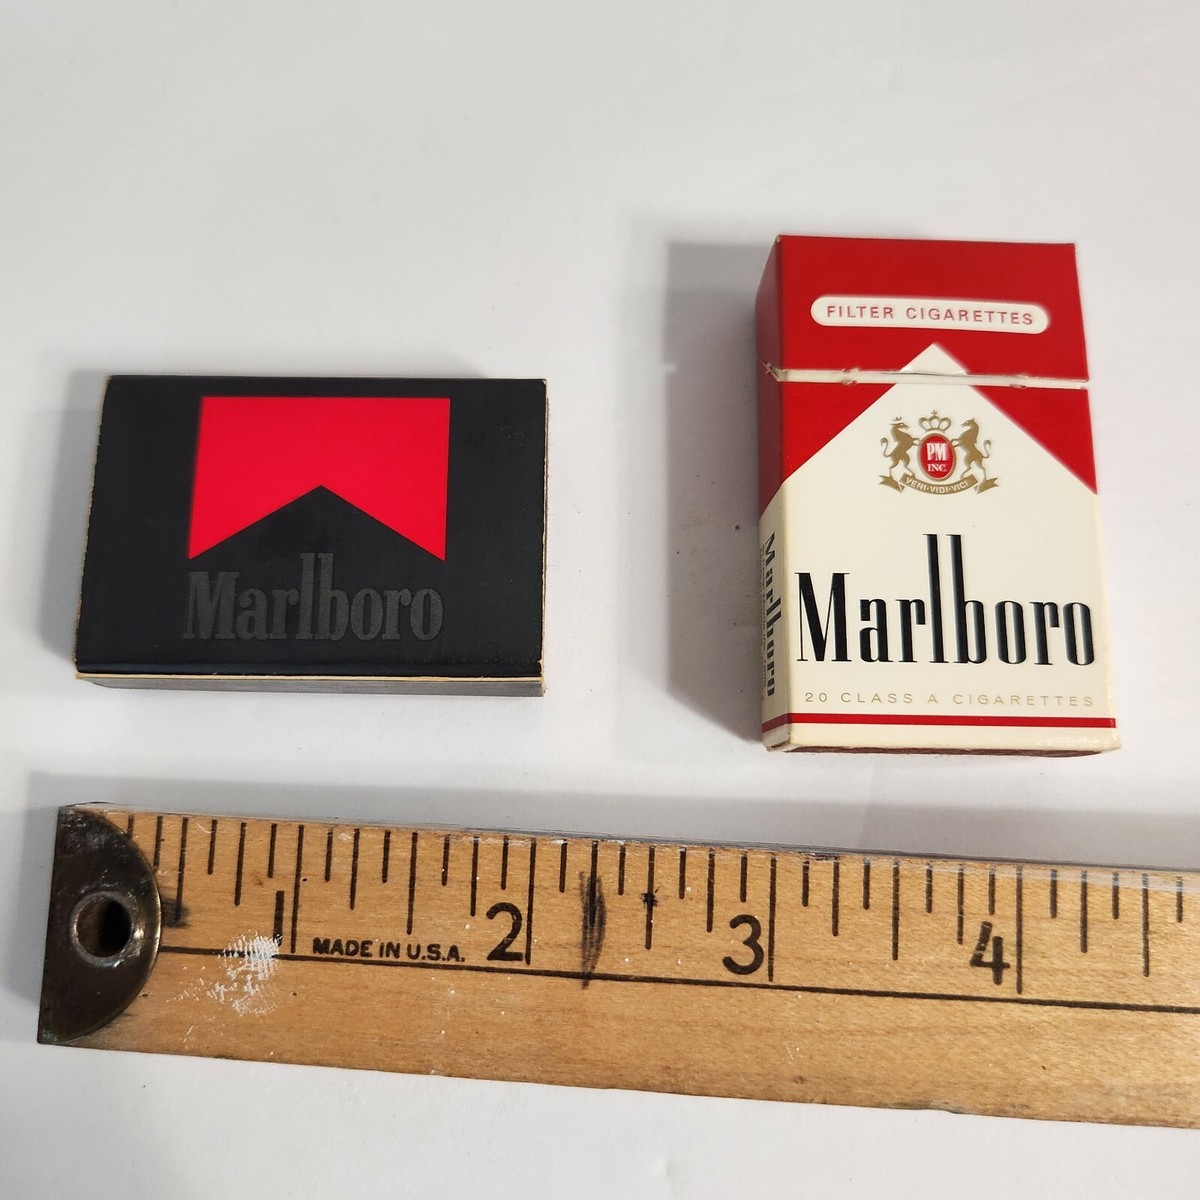 Marlboro
FILTER CIGARETTES
PM
INC.
VENI·VIDI·VICI
Marlboro
20 CLASS A CIGARETTES
Marlboro
1
MADE IN U.S.A.
2
3
4